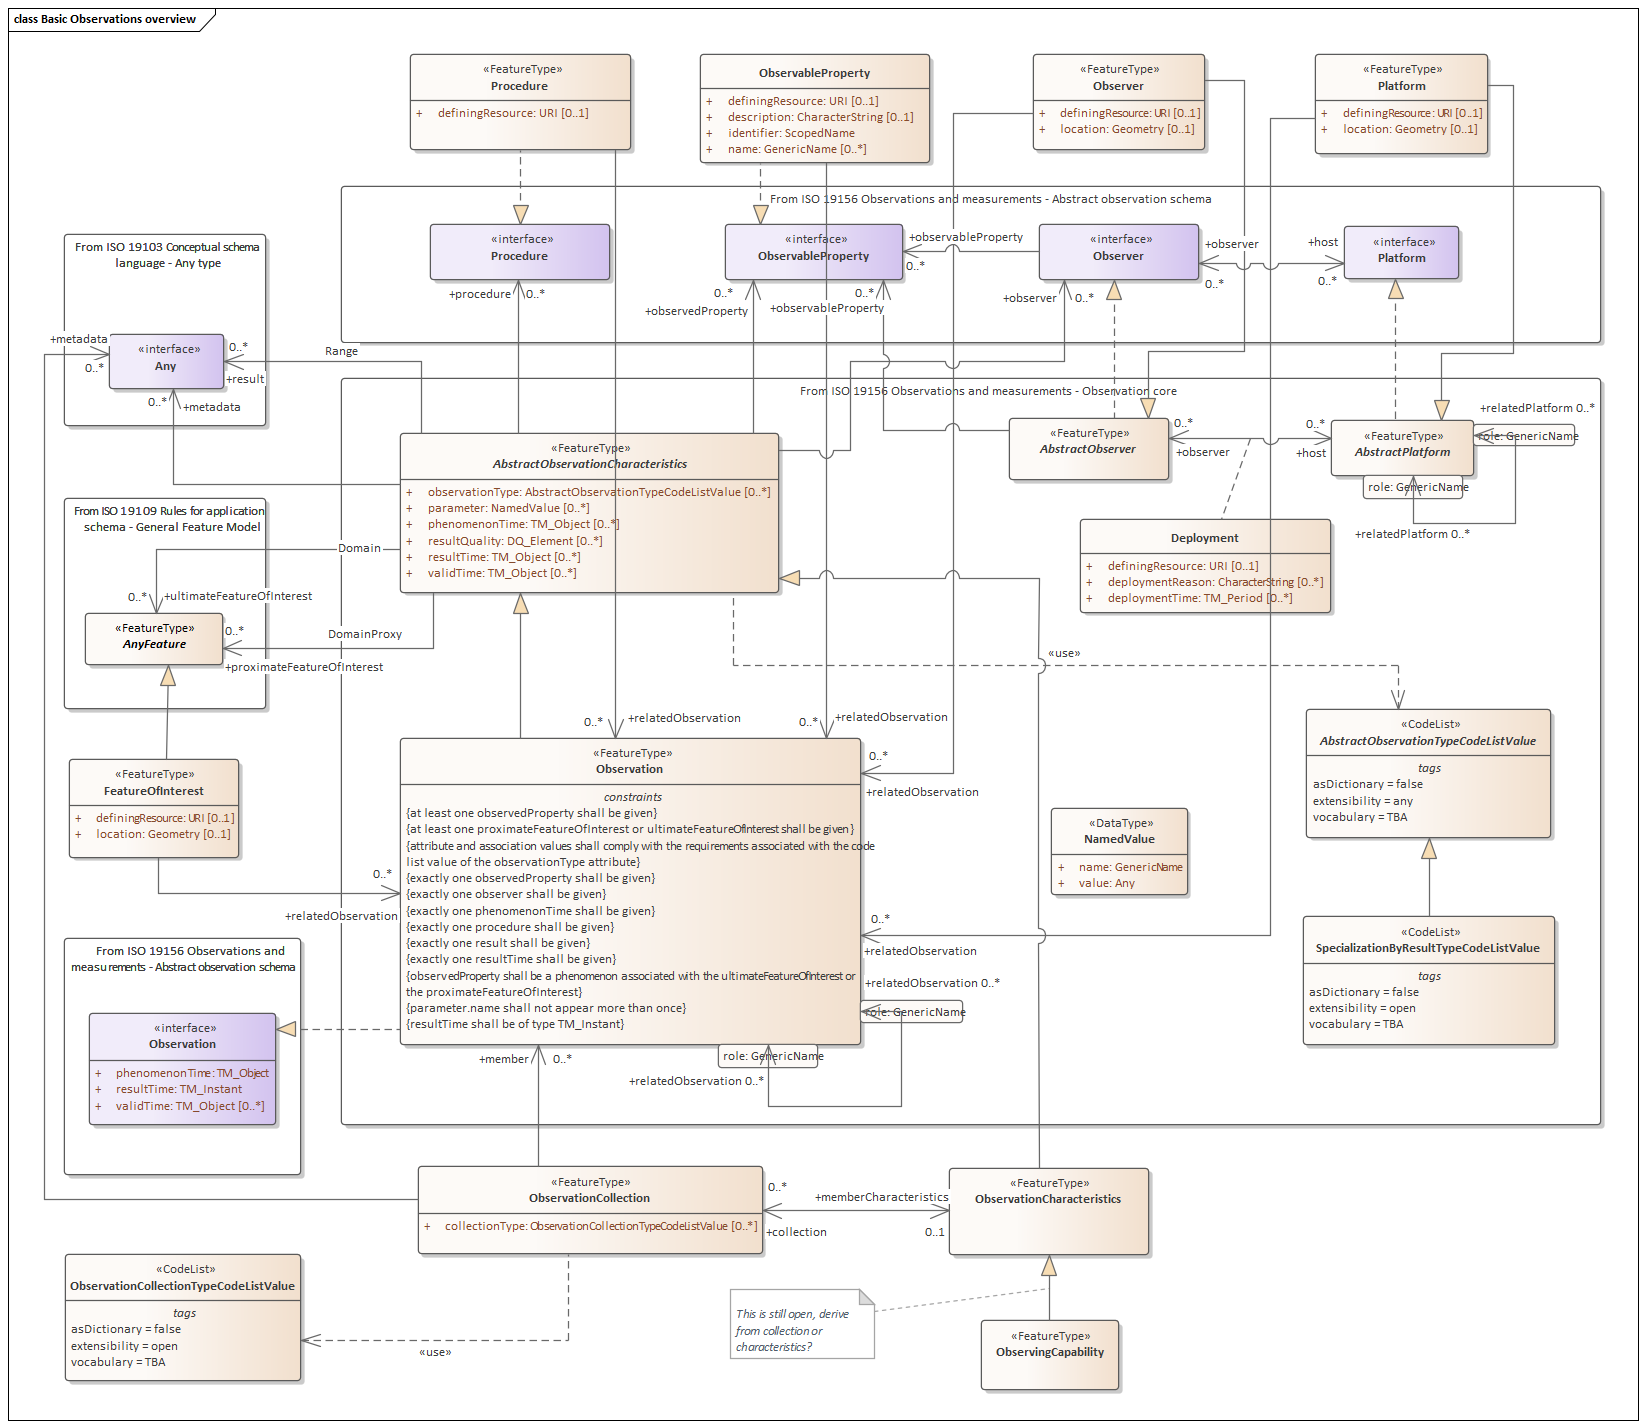 class Basic Observations overview
«FeatureType»
Procedure
+ definingResource: URI [0..1]
ObservableProperty
+ definingResource: URI [0..1]
+ description: CharacterString [0..1]
+ identifier: ScopedName
+ name: GenericName [0..*]
«FeatureType»
Observer
+ definingResource: URI [0..1]
+ location: Geometry [0..1]
«FeatureType»
Platform
+ definingResource: URI [0..1]
+ location: Geometry [0..1]
From ISO 19156 Observations and measurements - Abstract observation schema
«interface»
Procedure
+procedure 0..*
«interface»
ObservableProperty
0..*
+observedProperty
0..*
+observableProperty
+observableProperty
0..*
«interface»
Observer
+observer 0..*
+observer
0..*
+host
0..*
«interface»
Platform
From ISO 19103 Conceptual schema
language - Any type
+metadata
0..*
«interface»
Any
0..*
+result
Range
0..*
+metadata
From ISO 19156 Observations and measurements - Observation core
«FeatureType»
AbstractObservationCharacteristics
+ observationType: AbstractObservationTypeCodeListValue [0..*]
+ parameter: NamedValue [0..*]
+ phenomenonTime: TM_Object [0..*]
+ resultQuality: DQ_Element [0..*]
+ resultTime: TM_Object [0..*]
+ validTime: TM_Object [0..*]
«FeatureType»
AbstractObserver
0..*
+observer
0..*
+host
«FeatureType»
AbstractPlatform
+relatedPlatform 0..*
role: GenericName
role: GenericName
+relatedPlatform 0..*
Deployment
+ definingResource: URI [0..1]
+ deploymentReason: CharacterString [0..*]
+ deploymentTime: TM_Period [0..*]
From ISO 19109 Rules for application
schema - General Feature Model
Domain
0..*
+ultimateFeatureOfInterest
«FeatureType»
AnyFeature
0..*
DomainProxy
+proximateFeatureOfInterest
«use»
«FeatureType»
FeatureOfInterest
+ definingResource: URI [0..1]
+ location: Geometry [0..1]
0..*
+relatedObservation
0..*
+relatedObservation
0..*
+relatedObservation
0..*
+relatedObservation
«FeatureType»
Observation
constraints
{at least one observedProperty shall be given}
{at least one proximateFeatureOfInterest or ultimateFeatureOfInterest shall be given}
{attribute and association values shall comply with the requirements associated with the code
list value of the observationType attribute}
{exactly one observedProperty shall be given}
{exactly one observer shall be given}
{exactly one phenomenonTime shall be given}
{exactly one procedure shall be given}
{exactly one result shall be given}
{exactly one resultTime shall be given}
{observedProperty shall be a phenomenon associated with the ultimateFeatureOfInterest or
the proximateFeatureOfInterest}
{parameter.name shall not appear more than once}
{resultTime shall be of type TM_Instant}
0..*
+relatedObservation
+relatedObservation 0..*
role: GenericName
role: GenericName
+relatedObservation 0..*
«DataType»
NamedValue
+ name: GenericName
+ value: Any
«CodeList»
AbstractObservationTypeCodeListValue
tags
asDictionary = false
extensibility = any
vocabulary = TBA
«CodeList»
SpecializationByResultTypeCodeListValue
tags
asDictionary = false
extensibility = open
vocabulary = TBA
From ISO 19156 Observations and
measurements - Abstract observation schema
«interface»
Observation
+ phenomenonTime: TM_Object
+ resultTime: TM_Instant
+ validTime: TM_Object [0..*]
+member 0..*
«FeatureType»
ObservationCollection
+ collectionType: ObservationCollectionTypeCodeListValue [0..*]
0..*
+collection
+memberCharacteristics
0..1
«FeatureType»
ObservationCharacteristics
«CodeList»
ObservationCollectionTypeCodeListValue
tags
asDictionary = false
extensibility = open
vocabulary = TBA
«use»
This is still open, derive
from collection or
characteristics?
«FeatureType»
ObservingCapability